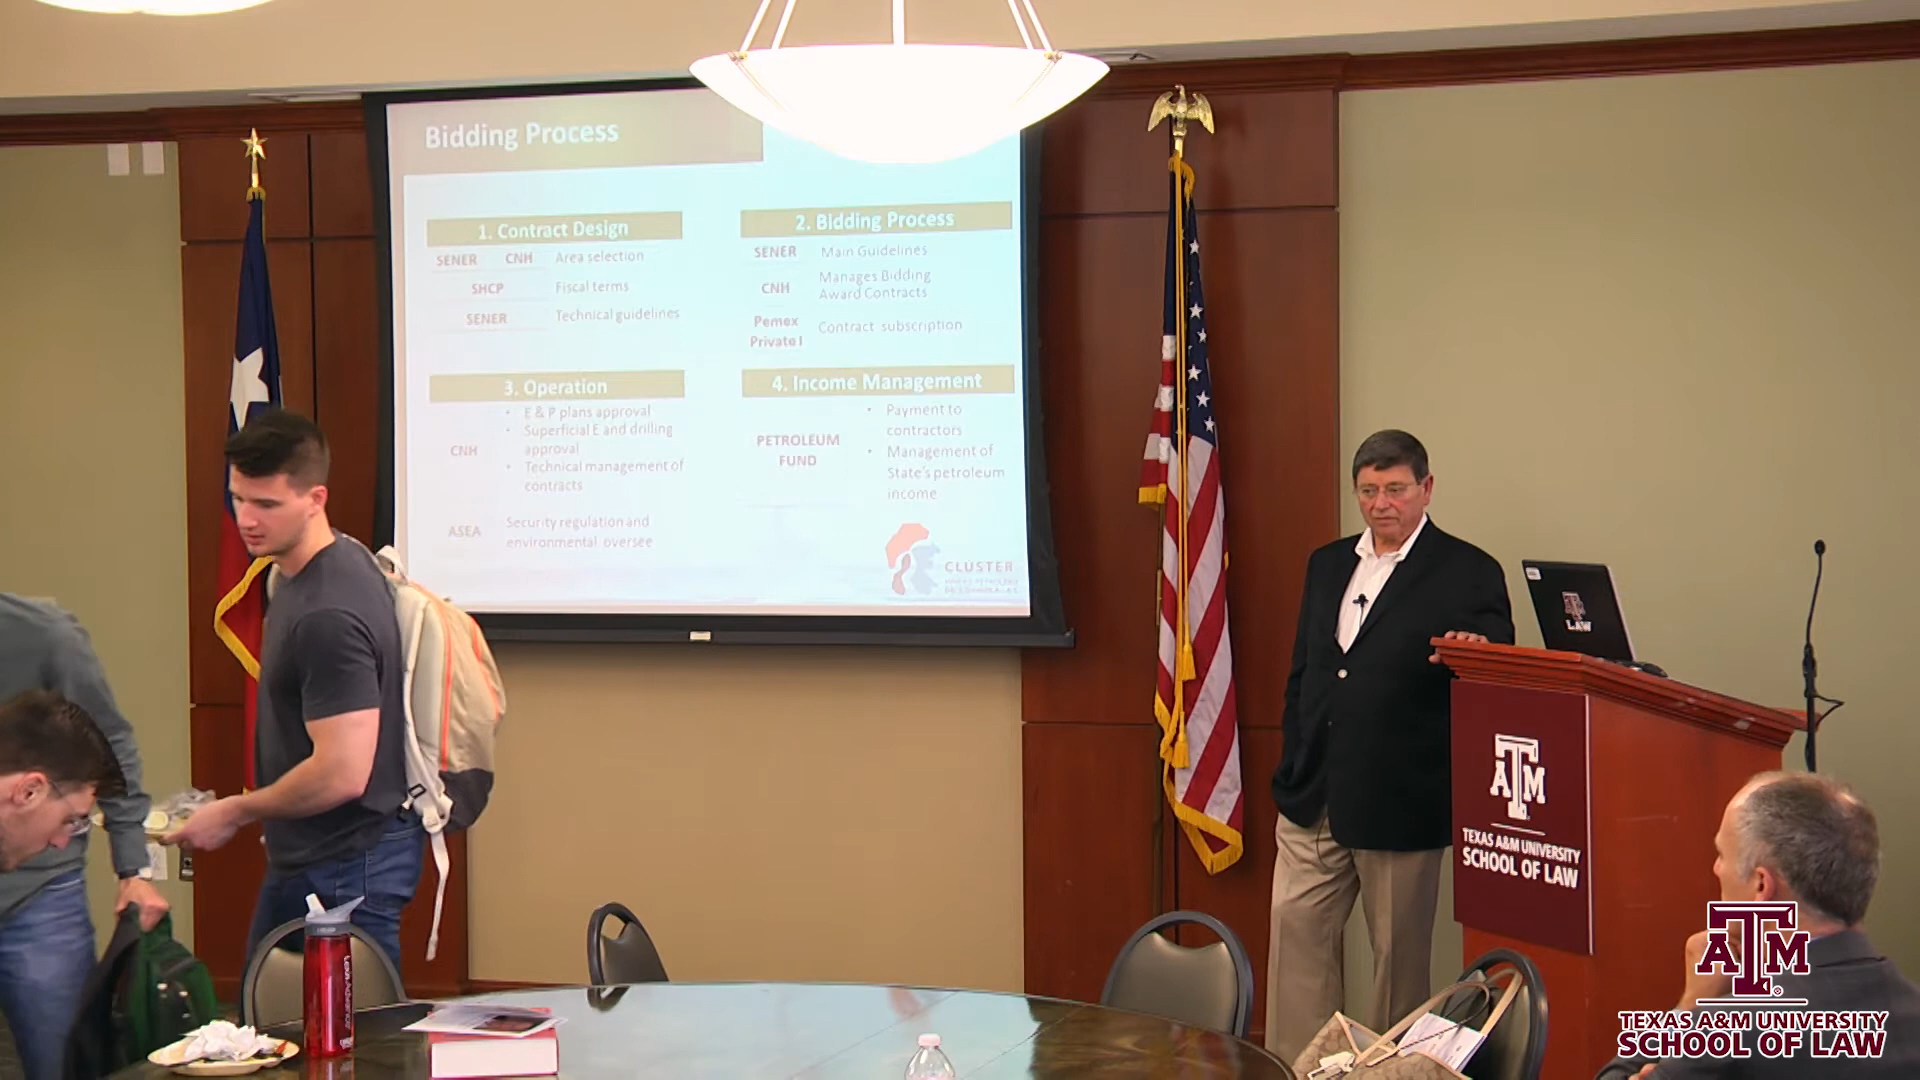 Bidding Process
1. Contract Design
SENER CNH Area selection
SHCP Fiscal terms
SENER Technical guidelines
2. Bidding Process
SENER Main Guidelines
CNH Manages Bidding
Award Contracts
Pemex
Private Contract subscription
3. Operation
CNH
• E & P plans approval
• Superficial E and drilling
approval
• Technical management of
contracts
ASEA
Security regulation and
environmental oversee
4. Income Management
PETROLEUM
FUND
• Payment to
contractors
• Management of
State's petroleum
income
CLUSTER
ATM
LAW
ATM
TEXAS A&M UNIVERSITY
SCHOOL OF LAW
ATM
TEXAS A&M UNIVERSITY
SCHOOL OF LAW